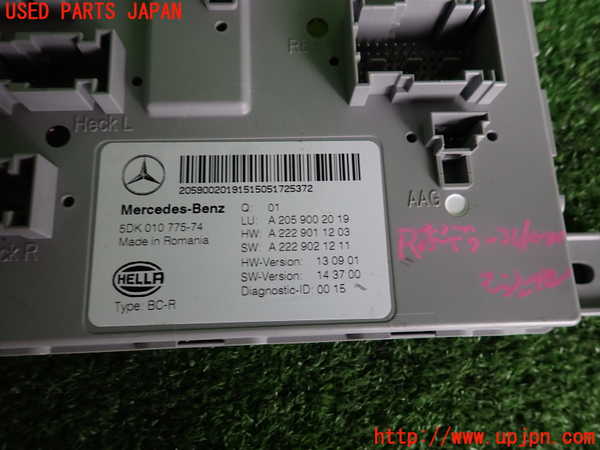 USED PARTS JAPAN
Re
Heck L
Heck R
AAG
2059002019151505172537​2
Mercedes-Benz
5DK 010 775-74
Made in Romania
HELLA
Type: BC-R
Q: 01
LU: A 205 900 20 19
HW: A 222 901 12 03
SW: A 222 902 12 11
HW-Version: 13 09 01
SW-Version: 14 37 00
Diagnostic-ID: 00 15
http://www.upjpn.com